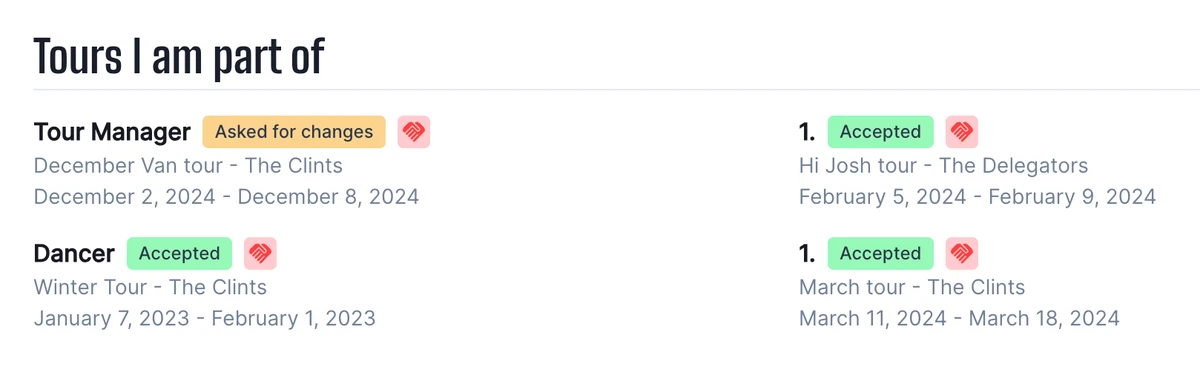 Tours I am part of
Tour Manager Asked for changes
December Van tour - The Clints
December 2, 2024 - December 8, 2024
1. Accepted
Hi Josh tour - The Delegators
February 5, 2024 - February 9, 2024
Dancer Accepted
Winter Tour - The Clints
January 7, 2023 - February 1, 2023
1. Accepted
March tour - The Clints
March 11, 2024 - March 18, 2024